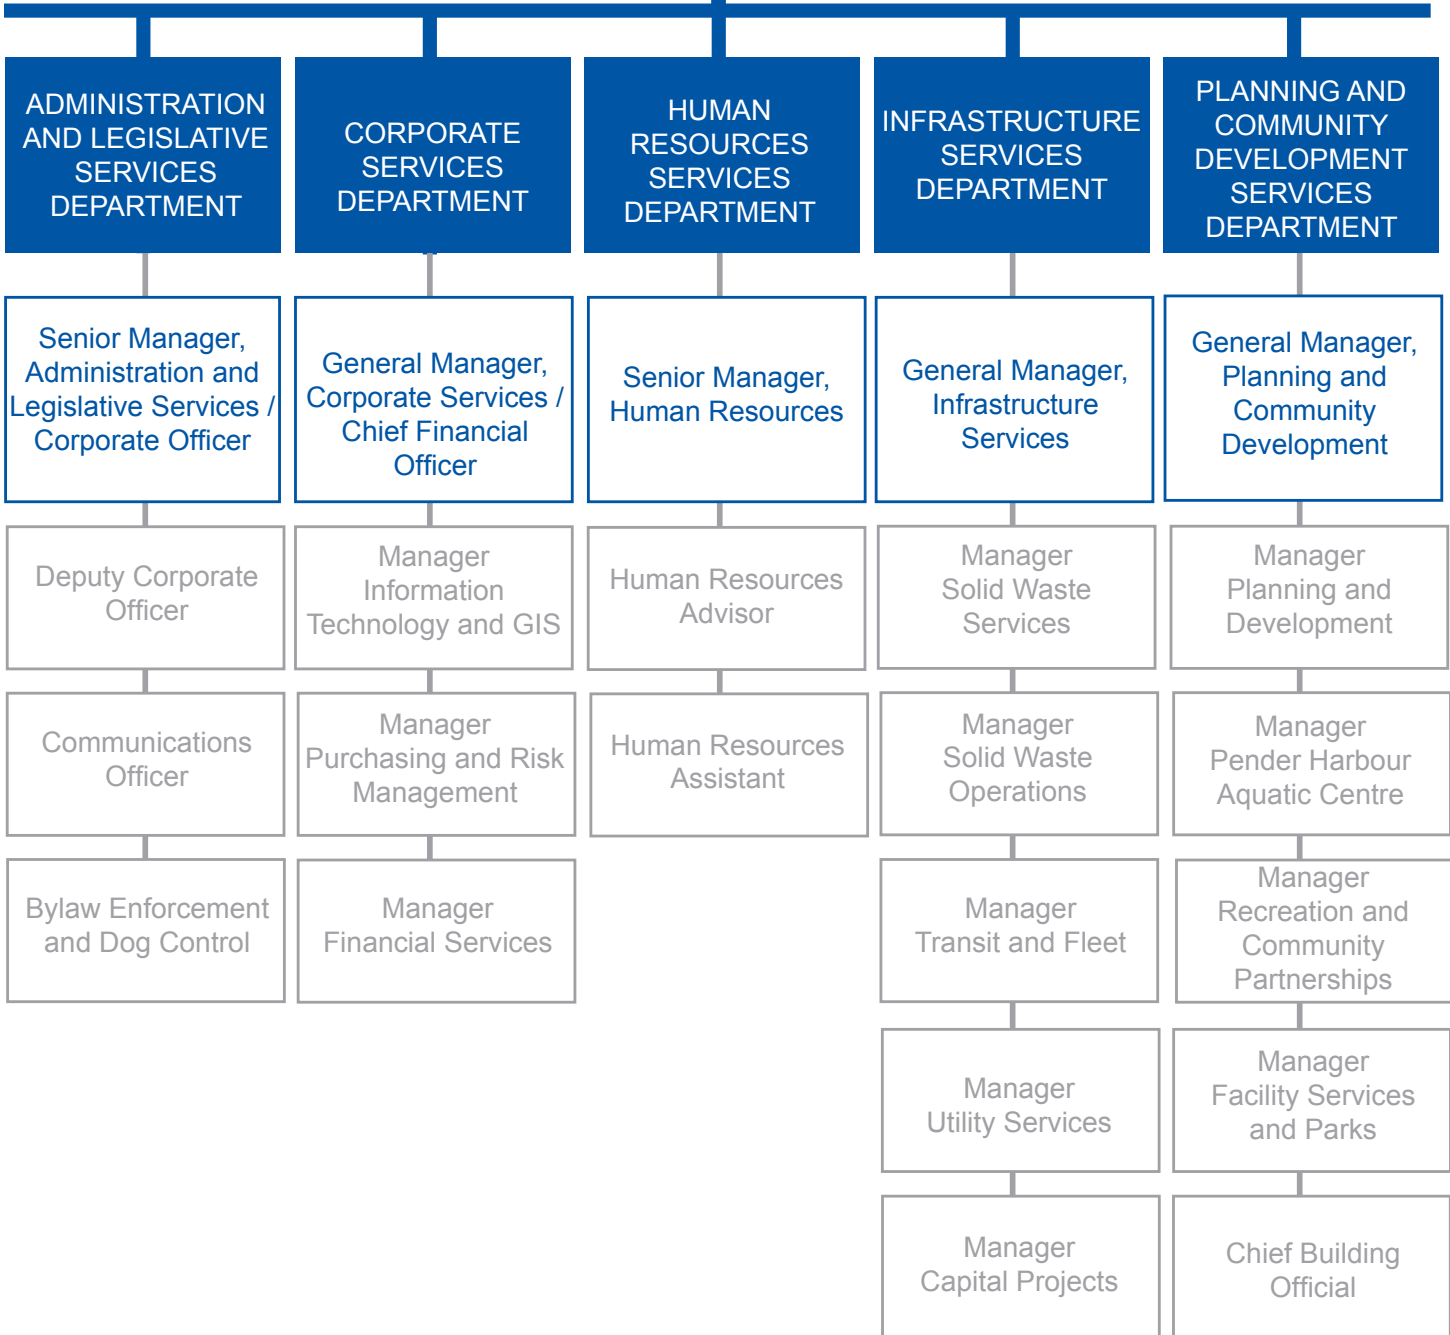 ADMINISTRATION
AND LEGISLATIVE
SERVICES
DEPARTMENT
CORPORATE
SERVICES
DEPARTMENT
HUMAN
RESOURCES
SERVICES
DEPARTMENT
INFRASTRUCTURE
SERVICES
DEPARTMENT
PLANNING AND
COMMUNITY
DEVELOPMENT
SERVICES
DEPARTMENT
Senior Manager,
Administration and
Legislative Services /
Corporate Officer
General Manager,
Corporate Services /
Chief Financial
Officer
Senior Manager,
Human Resources
General Manager,
Infrastructure
Services
General Manager,
Planning and
Community
Development
Deputy Corporate
Officer
Manager
Information
Technology and GIS
Human Resources
Advisor
Manager
Solid Waste
Services
Manager
Planning and
Development
Communications
Officer
Manager
Purchasing and Risk
Management
Human Resources
Assistant
Manager
Solid Waste
Operations
Manager
Pender Harbour
Aquatic Centre
Bylaw Enforcement
and Dog Control
Manager
Financial Services
Manager
Transit and Fleet
Manager
Recreation and
Community
Partnerships
Manager
Utility Services
Manager
Facility Services
and Parks
Manager
Capital Projects
Chief Building
Official